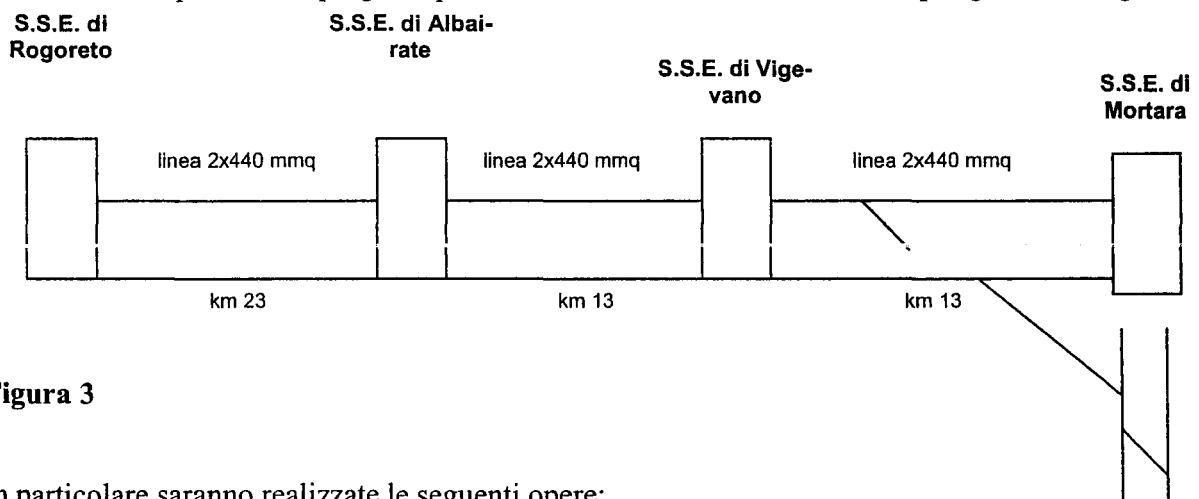 S.S.E. di
Rogoreto
S.S.E. di Albai-
rate
S.S.E. di Vige-
vano
S.S.E. di
Mortara
linea 2x440 mmq
linea 2x440 mmq
linea 2x440 mmq
km 23
km 13
km 13
igura 3
n particolare saranno realizzate le seguenti opere: